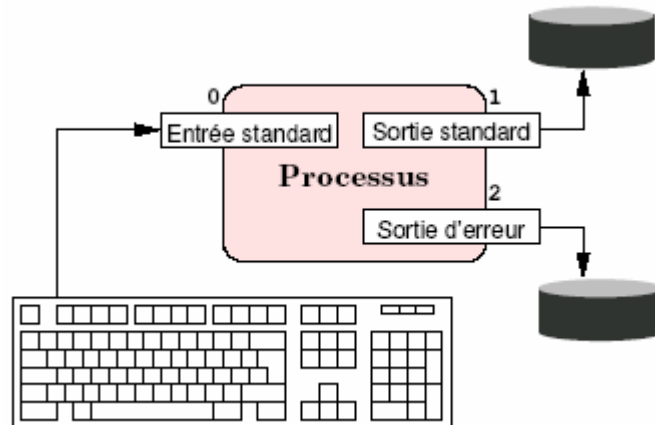 0
1
Entrée standard
Sortie standard
Processus
2
Sortie d'erreur